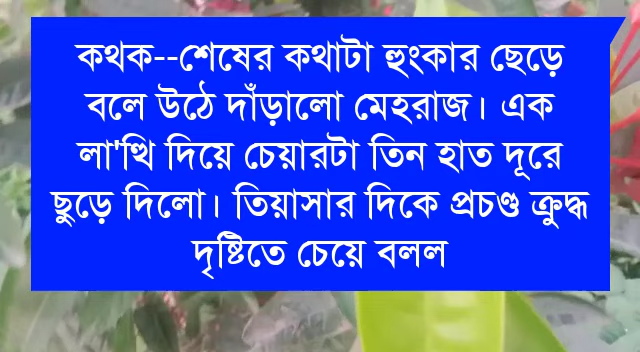 কথক--শেষের কথাটা হুংকার ছেড়ে
বলে উঠে দাঁড়ালো মেহরাজ। এক
লা'ত্থি দিয়ে চেয়ারটা তিন হাত দূরে
ছুড়ে দিলো। তিয়াসার দিকে প্রচণ্ড ক্রুদ্ধ
দৃষ্টিতে চেয়ে বলল